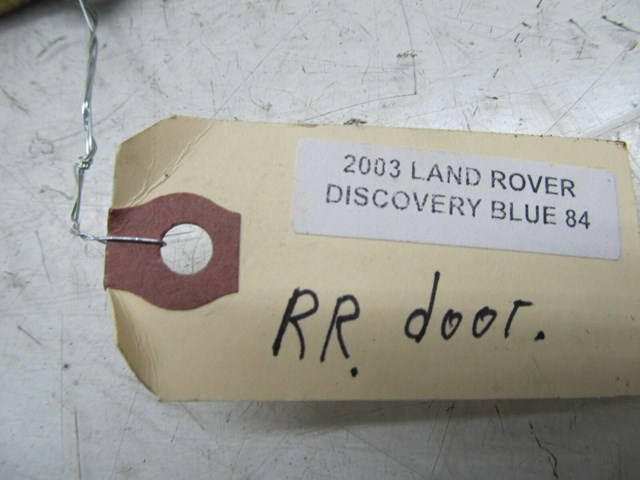 2003 LAND ROVER
DISCOVERY BLUE 84
RR. door.